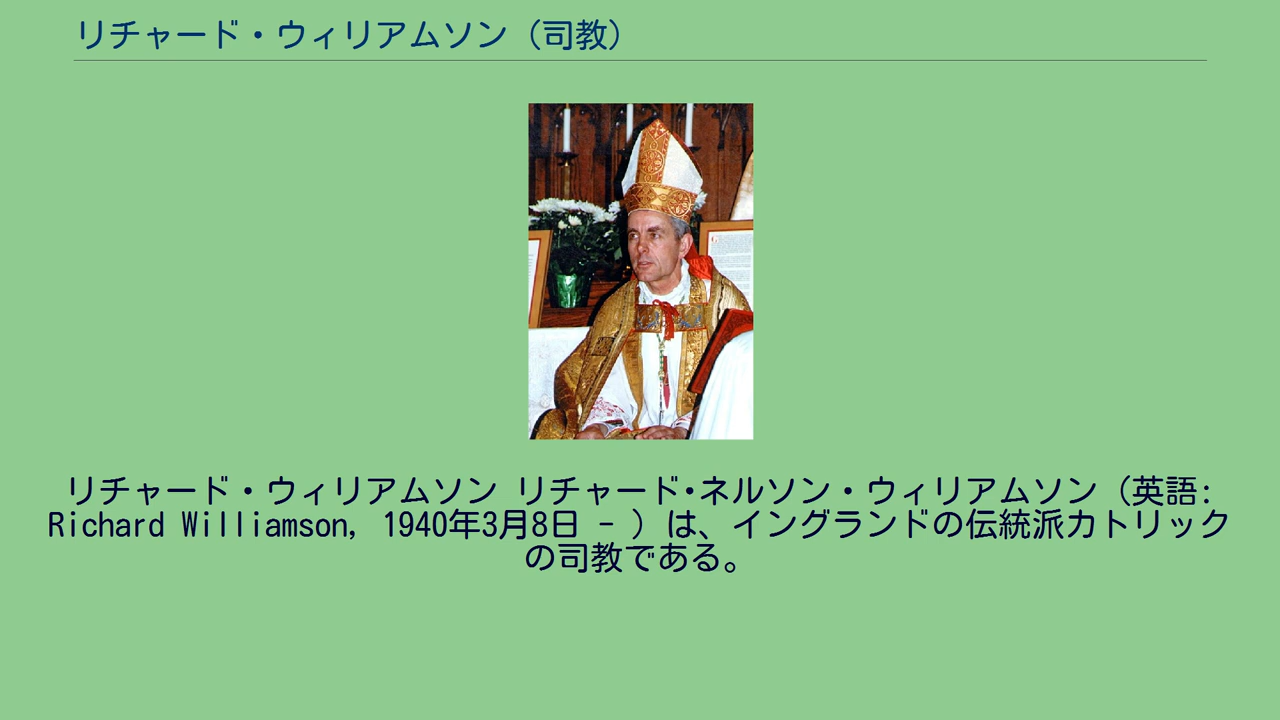 リチャード・ウィリアムソン（司教）
リチャード・ウィリアムソン リチャード・ネルソン・ウィリアムソン（英語:
Richard Williamson, 1940年3月8日 - ）は、イングランドの伝統派カトリック
の司教である。